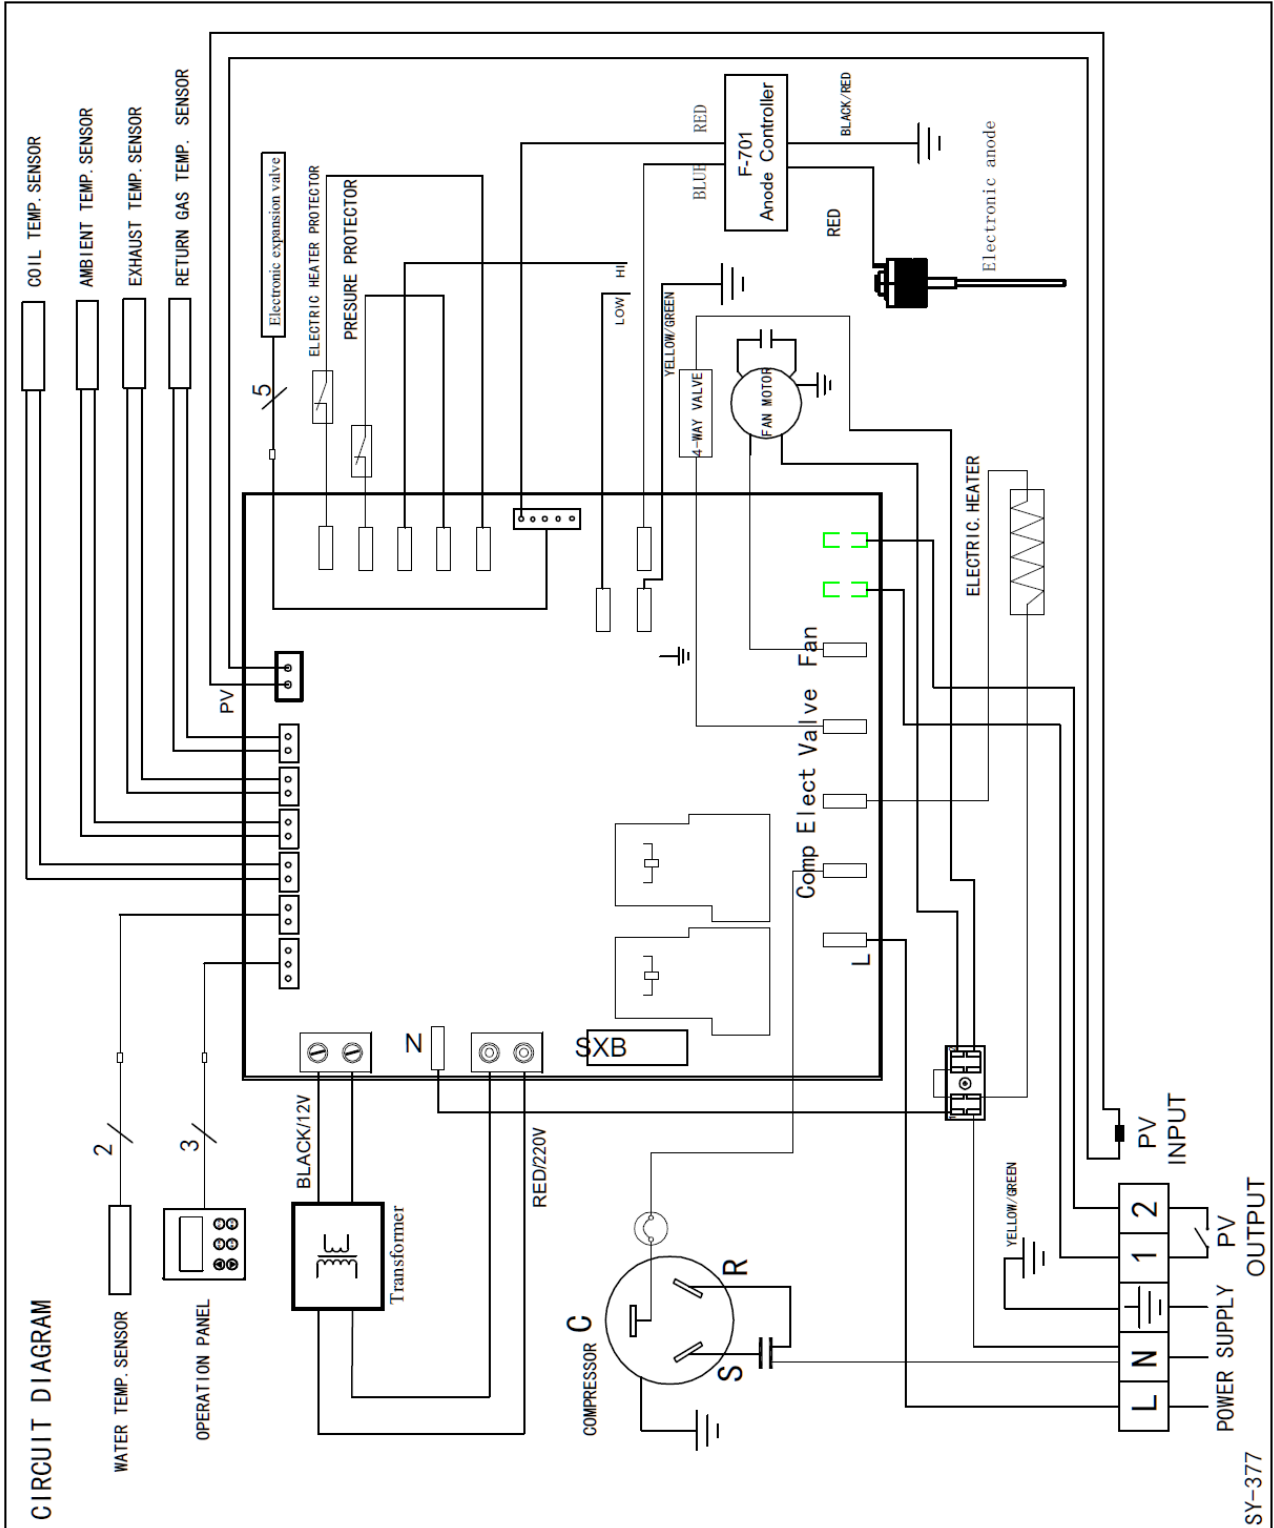 CIRCUIT DIAGRAM
WATER TEMP.SENSOR
OPERATION PANEL
2
3
COIL TEMP.SENSOR
AMBIENT TEMP.SENSOR
EXHAUST TEMP.SENSOR
RETURN GAS TEMP. SENSOR
PV
Electronic expansion valve
5
ELECTRIC HEATER PROTECTOR
PRESURE PROTECTOR
HI
LOW
YELLOW/GREEN
BLUE
RED
F-701
Anode Controller
BLACK/RED
RED
Electronic anode
4-WAY VALVE
FAN MOTOR
ELECTRIC.HEATER
BLACK/12V
Transformer
RED/220V
N
SXB
L
Comp Elect Valve Fan
COMPRESSOR
C
S
R
YELLOW/GREEN
L N 1 2
POWER SUPPLY
PV
OUTPUT
PV
INPUT
SY-377